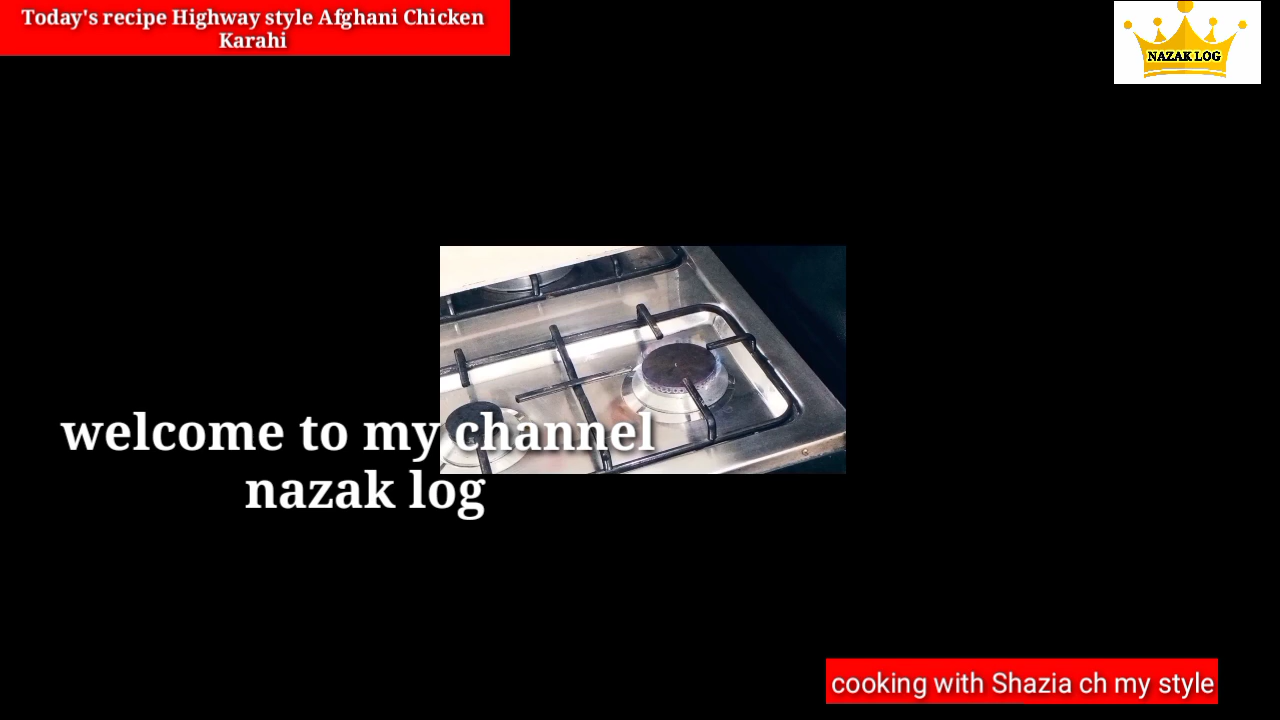 Today's recipe Highway style Afghani Chicken
Karahi
NAZAK LOG
welcome to my channel
nazak log
cooking with Shazia ch my style